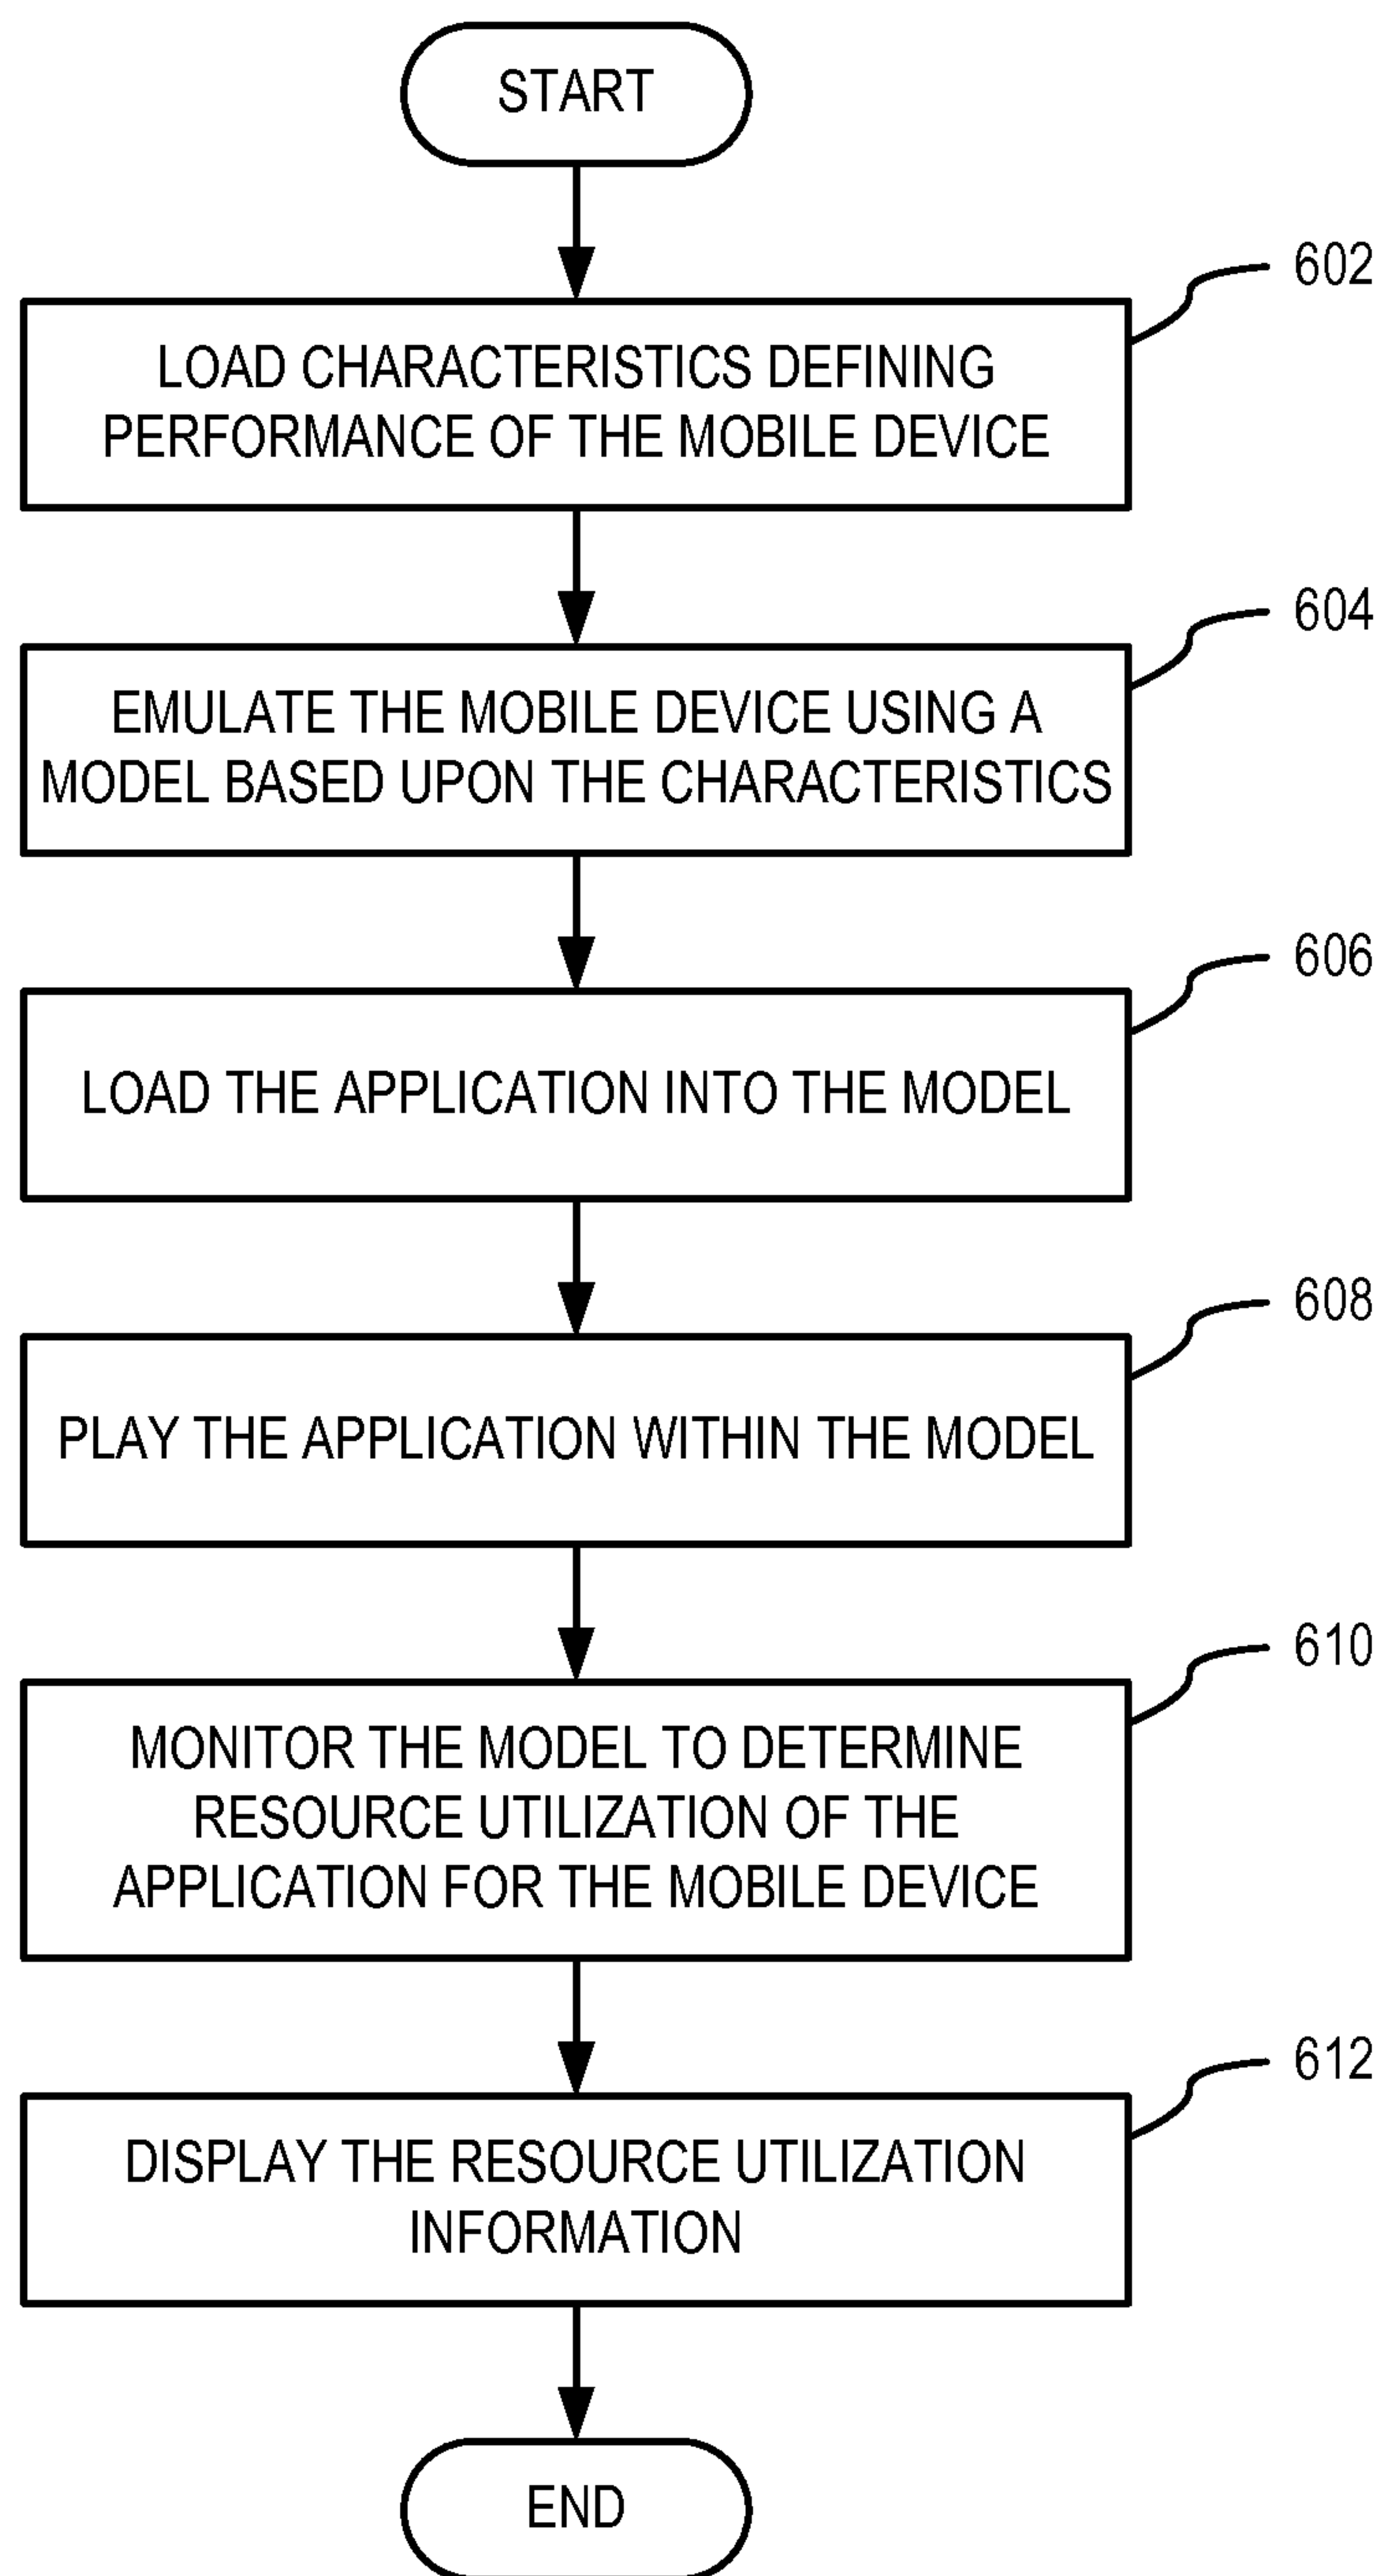 START
602
LOAD CHARACTERISTICS DEFINING
PERFORMANCE OF THE MOBILE DEVICE
604
EMULATE THE MOBILE DEVICE USING A
MODEL BASED UPON THE CHARACTERISTICS
606
LOAD THE APPLICATION INTO THE MODEL
608
PLAY THE APPLICATION WITHIN THE MODEL
610
MONITOR THE MODEL TO DETERMINE
RESOURCE UTILIZATION OF THE
APPLICATION FOR THE MOBILE DEVICE
612
DISPLAY THE RESOURCE UTILIZATION
INFORMATION
END